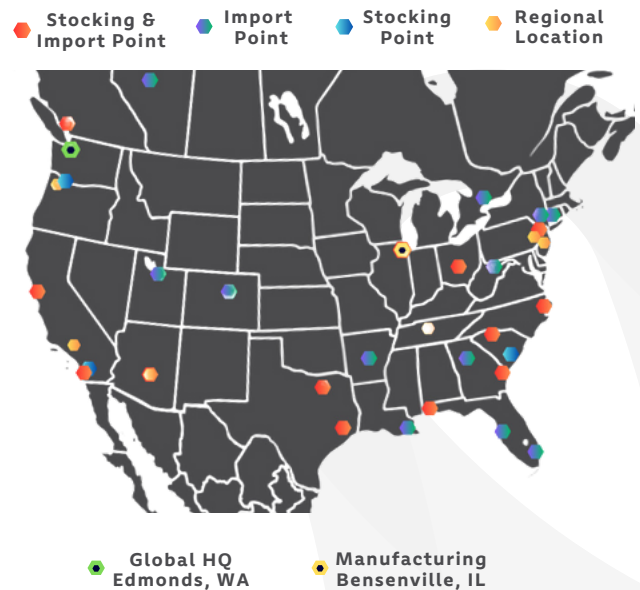 Stocking &
Import Point
Import
Point
Stocking
Point
Regional
Location
Global HQ
Edmonds, WA
Manufacturing
Bensenville, IL